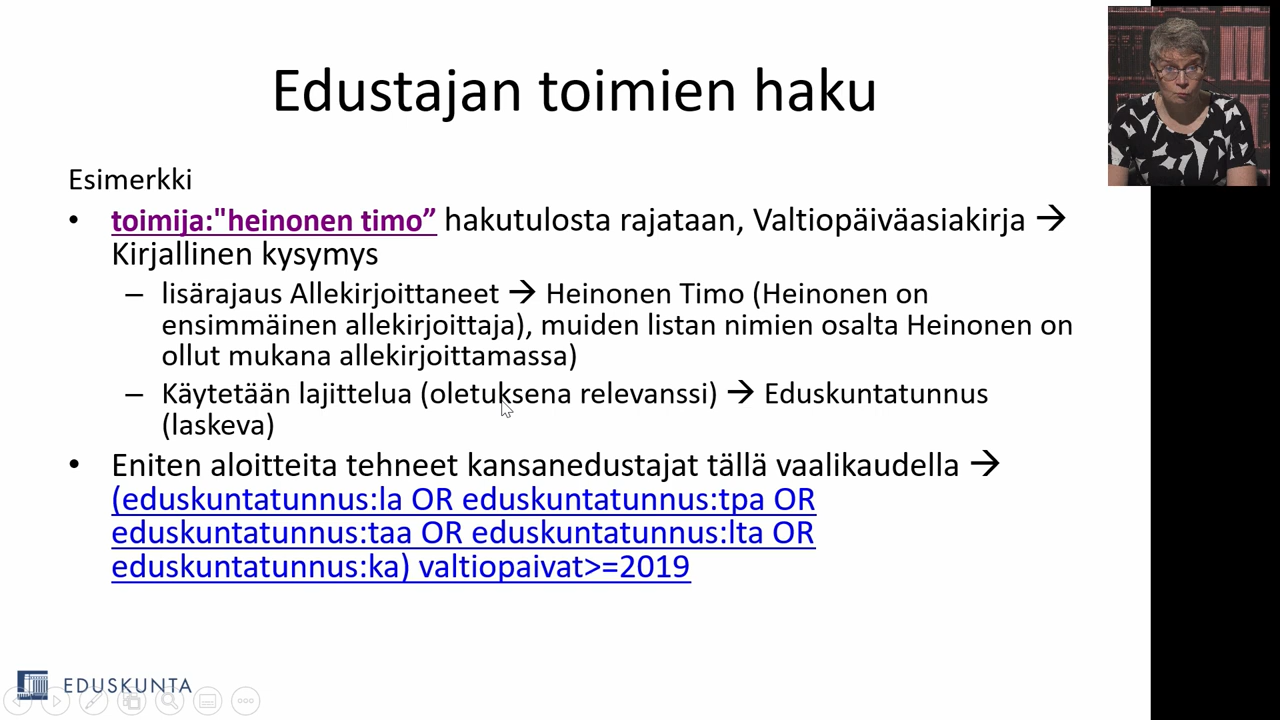 Edustajan toimien haku
Esimerkki
• toimija:"heinonen timo” hakutulosta rajataan, Valtiopäiväasiakirja →
Kirjallinen kysymys
– lisärajaus Allekirjoittaneet → Heinonen Timo (Heinonen on
ensimmäinen allekirjoittaja), muiden listan nimien osalta Heinonen on
ollut mukana allekirjoittamassa)
– Käytetään lajittelua (oletuksena relevanssi) → Eduskuntatunnus
(laskeva)
• Eniten aloitteita tehneet kansanedustajat tällä vaalikaudella →
(eduskuntatunnus:la OR eduskuntatunnus:tpa OR
eduskuntatunnus:taa OR eduskuntatunnus:lta OR
eduskuntatunnus:ka) valtiopaivat>=2019
EDUSKUNTA